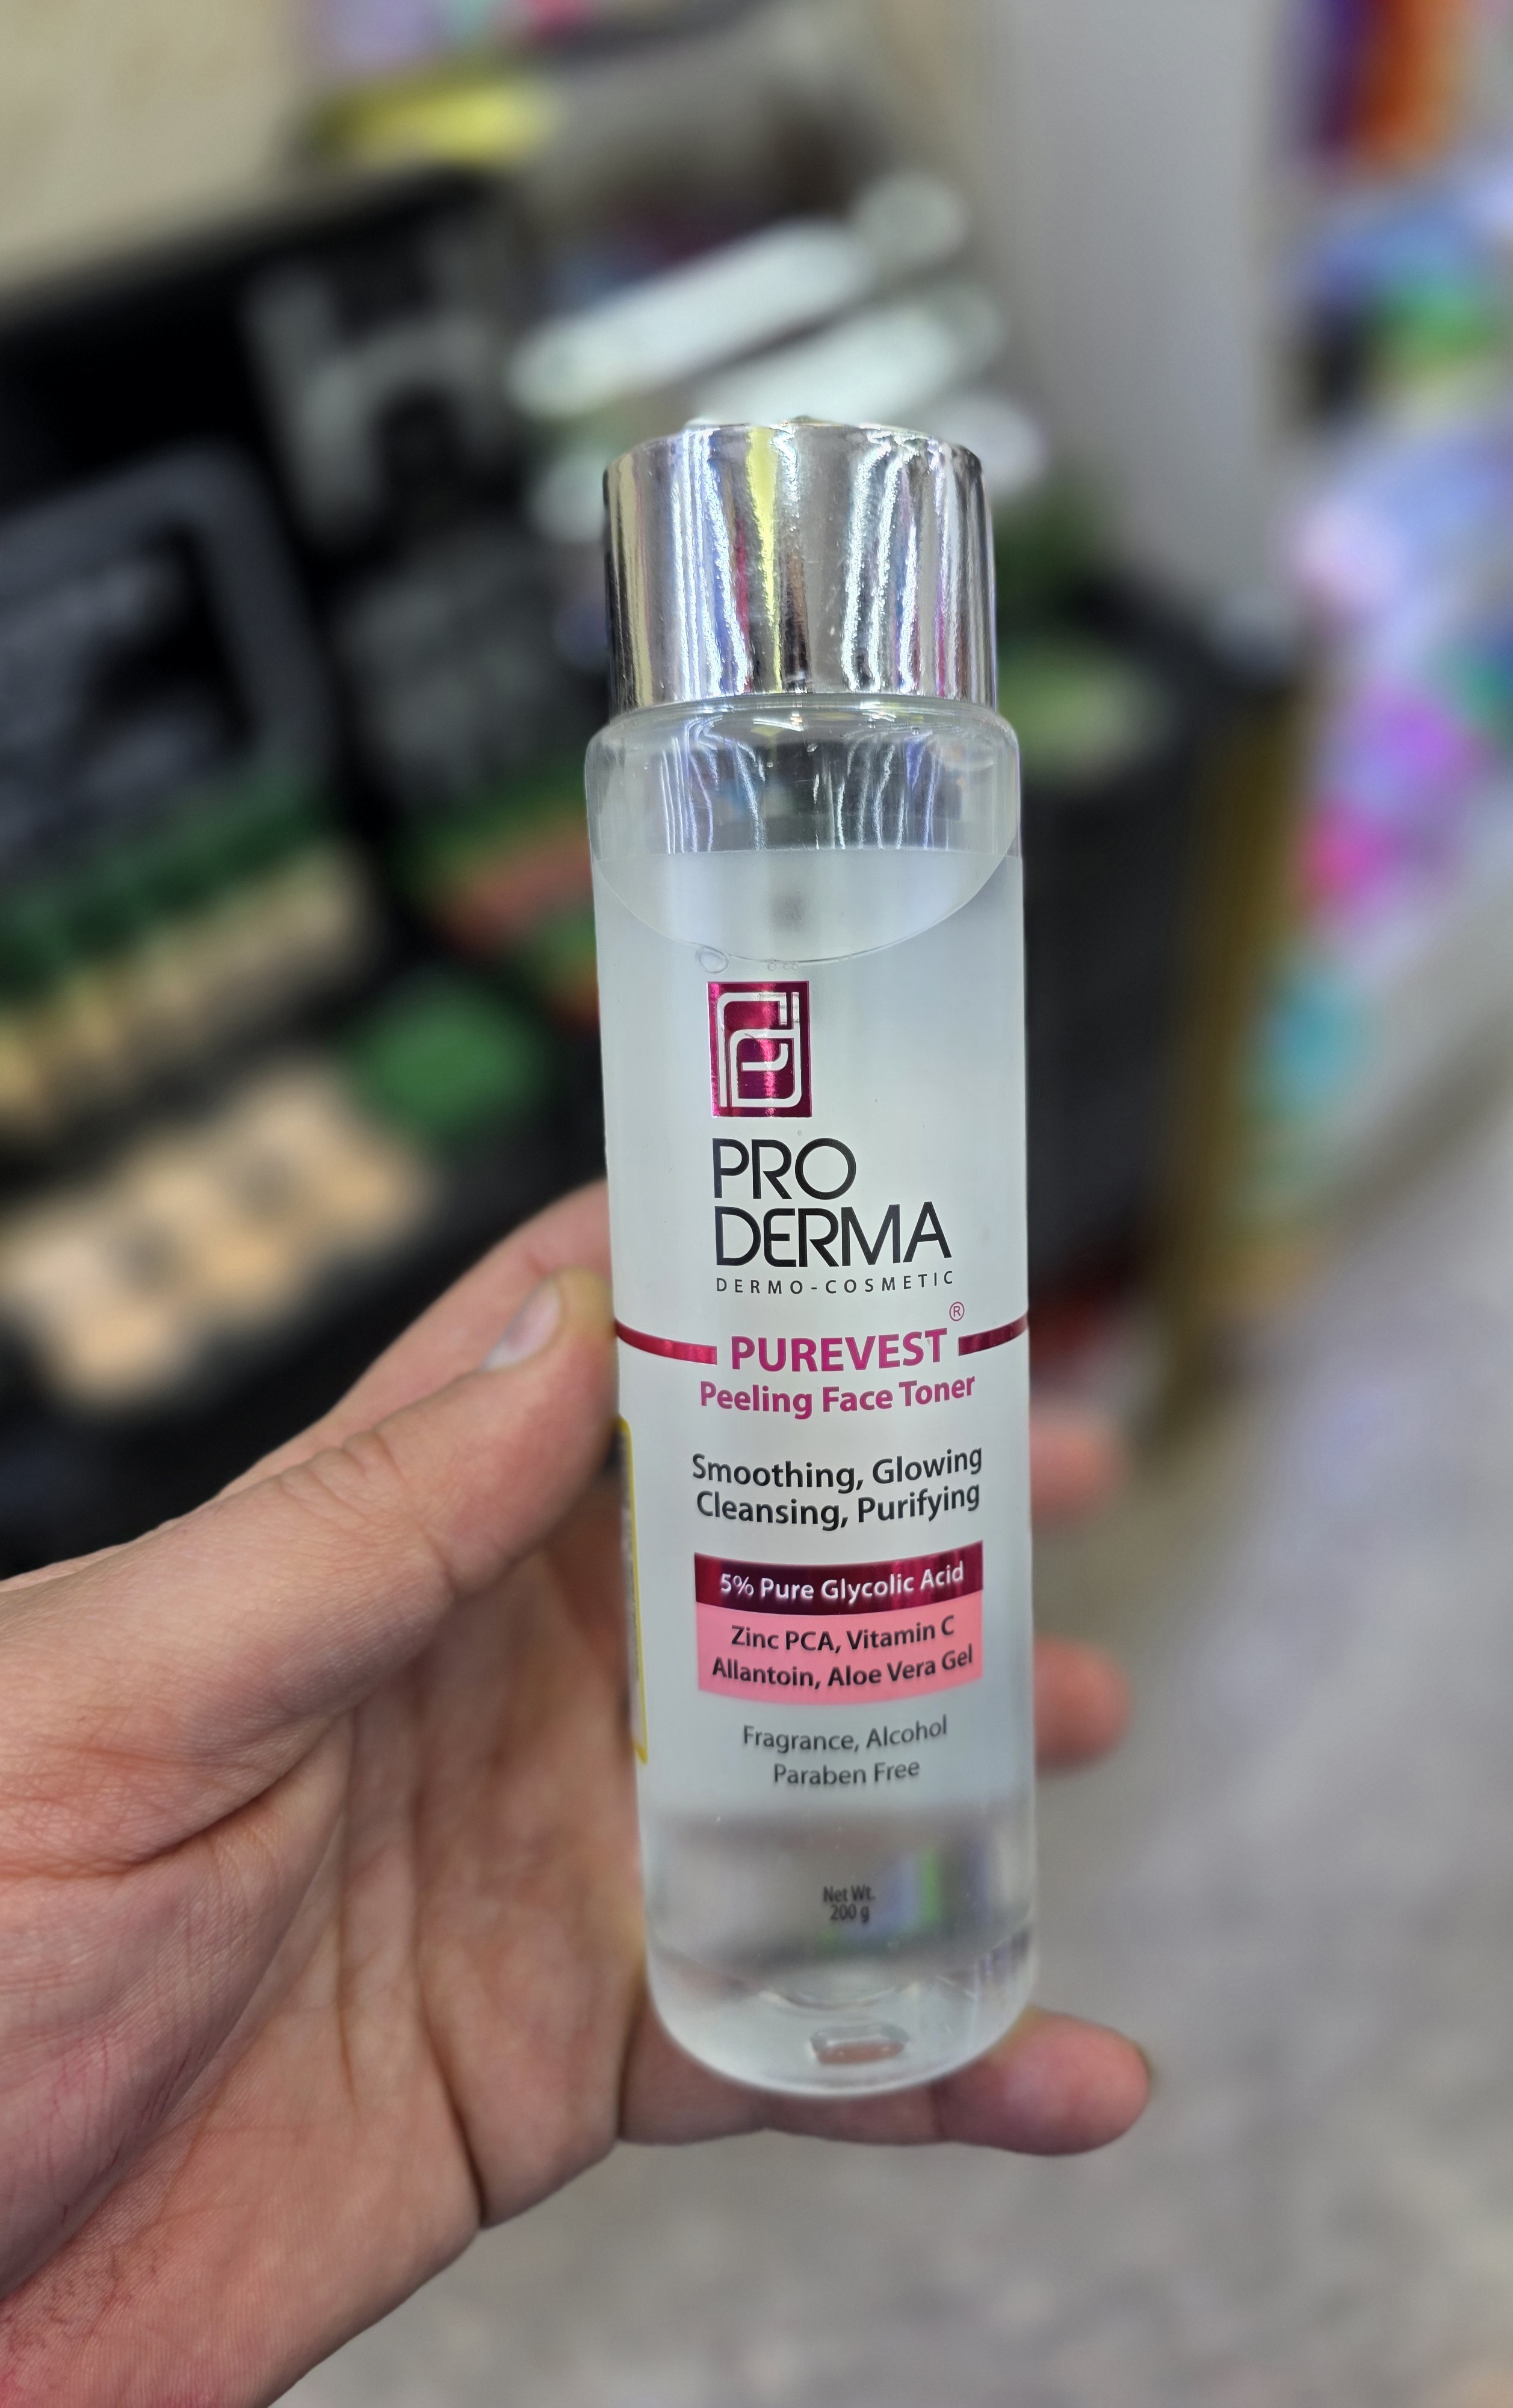 PRO
DERMA
DERMO-COSMETIC
PUREVEST®
Peeling Face Toner
Smoothing, Glowing
Cleansing, Purifying
5% Pure Glycolic Acid
Zinc PCA, Vitamin C
Allantoin, Aloe Vera Gel
Fragrance, Alcohol
Paraben Free
Net Wt.
200 g